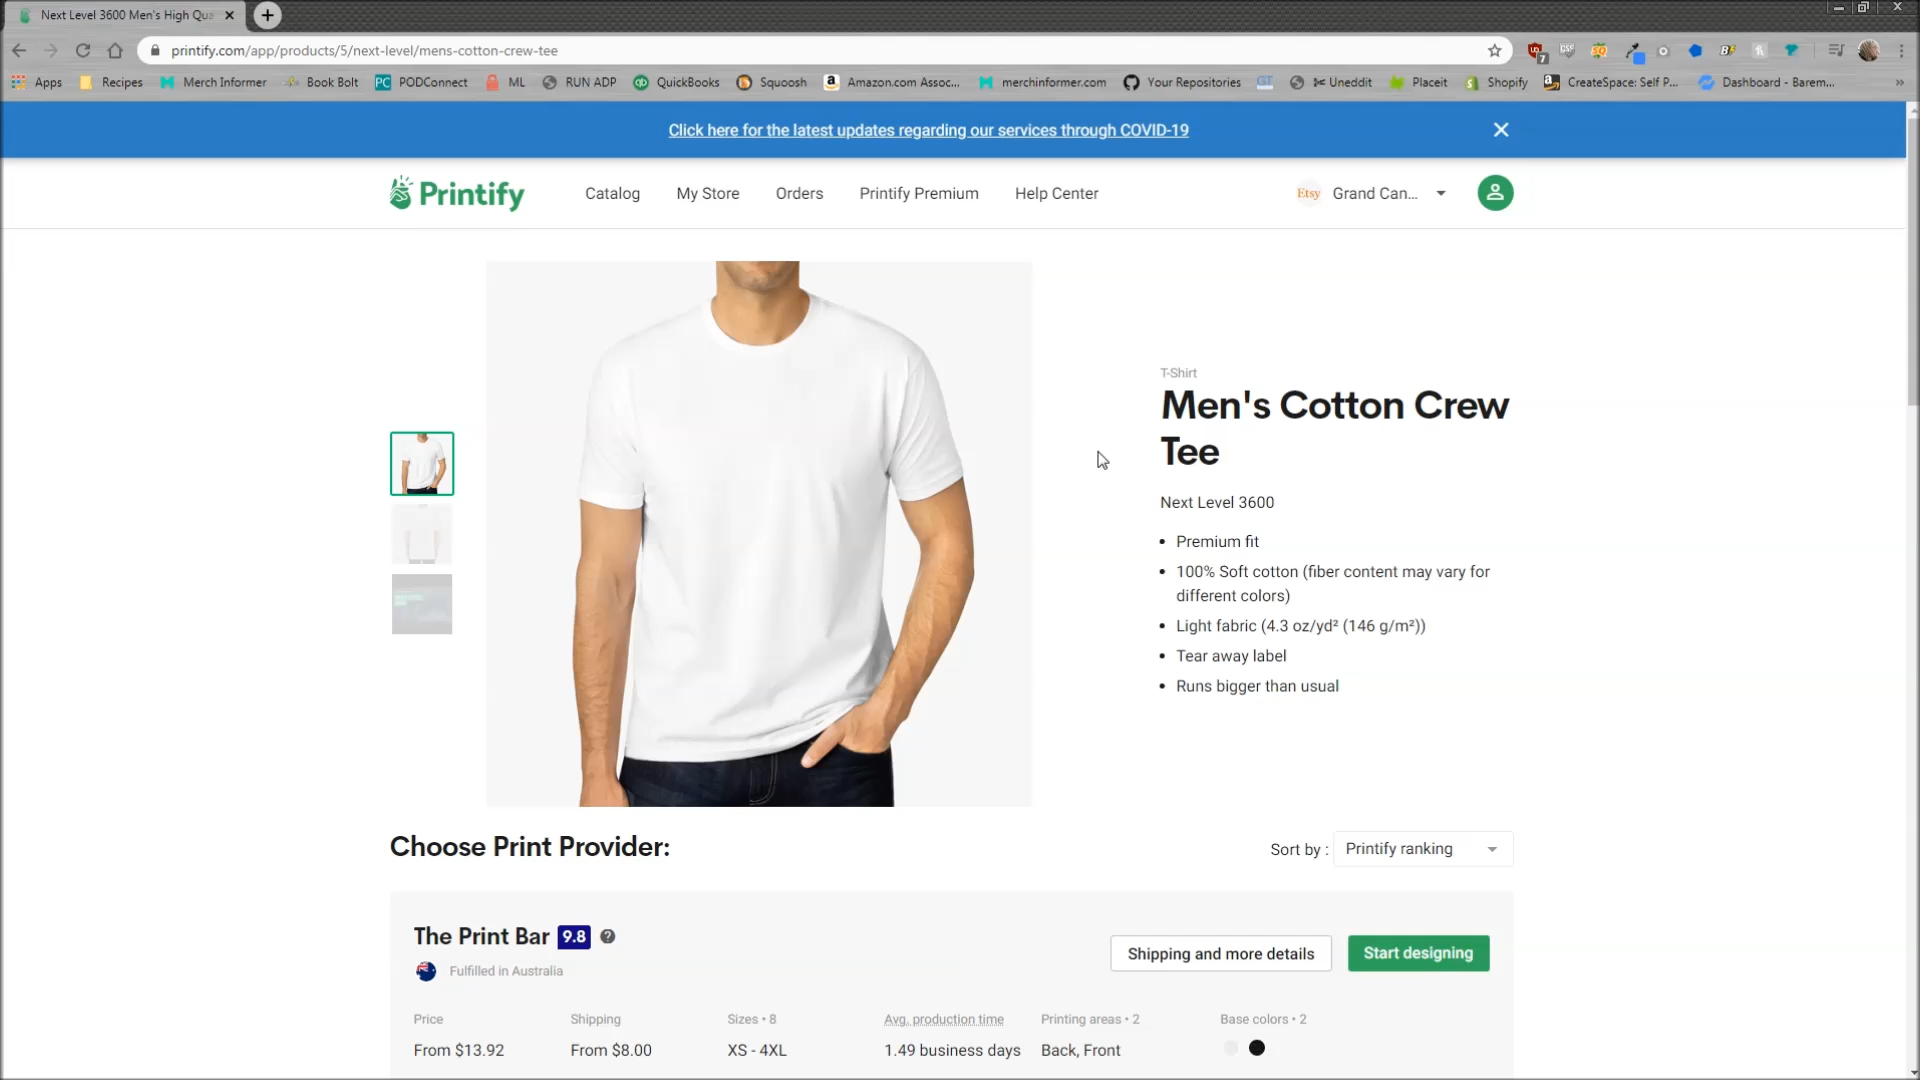 Next Level 3600 Men's High Qua
printify.com/app/products/5/next-level/mens-cotton-crew-tee
7
Apps
Recipes
Merch Informer
Book Bolt
PC PODConnect
ML
RUN ADP
qb QuickBooks
Squoosh
a Amazon.com Assoc...
merchinformer.com
Your Repositories
GT
Uneddit
Placeit
Shopify
CreateSpace: Self P...
Dashboard - Barem...
»
Click here for the latest updates regarding our services through COVID-19
Printify
Catalog
My Store
Orders
Printify Premium
Help Center
Etsy Grand Can...
T-Shirt
Men's Cotton Crew
Tee
Next Level 3600
• Premium fit
• 100% Soft cotton (fiber content may vary for
different colors)
• Light fabric (4.3 oz/yd² (146 g/m²))
• Tear away label
• Runs bigger than usual
Choose Print Provider:
Sort by : Printify ranking
The Print Bar 9.8 ?
Fulfilled in Australia
Shipping and more details
Start designing
Price
From $13.92
Shipping
From $8.00
Sizes • 8
XS - 4XL
Avg. production time
1.49 business days
Printing areas • 2
Back, Front
Base colors • 2